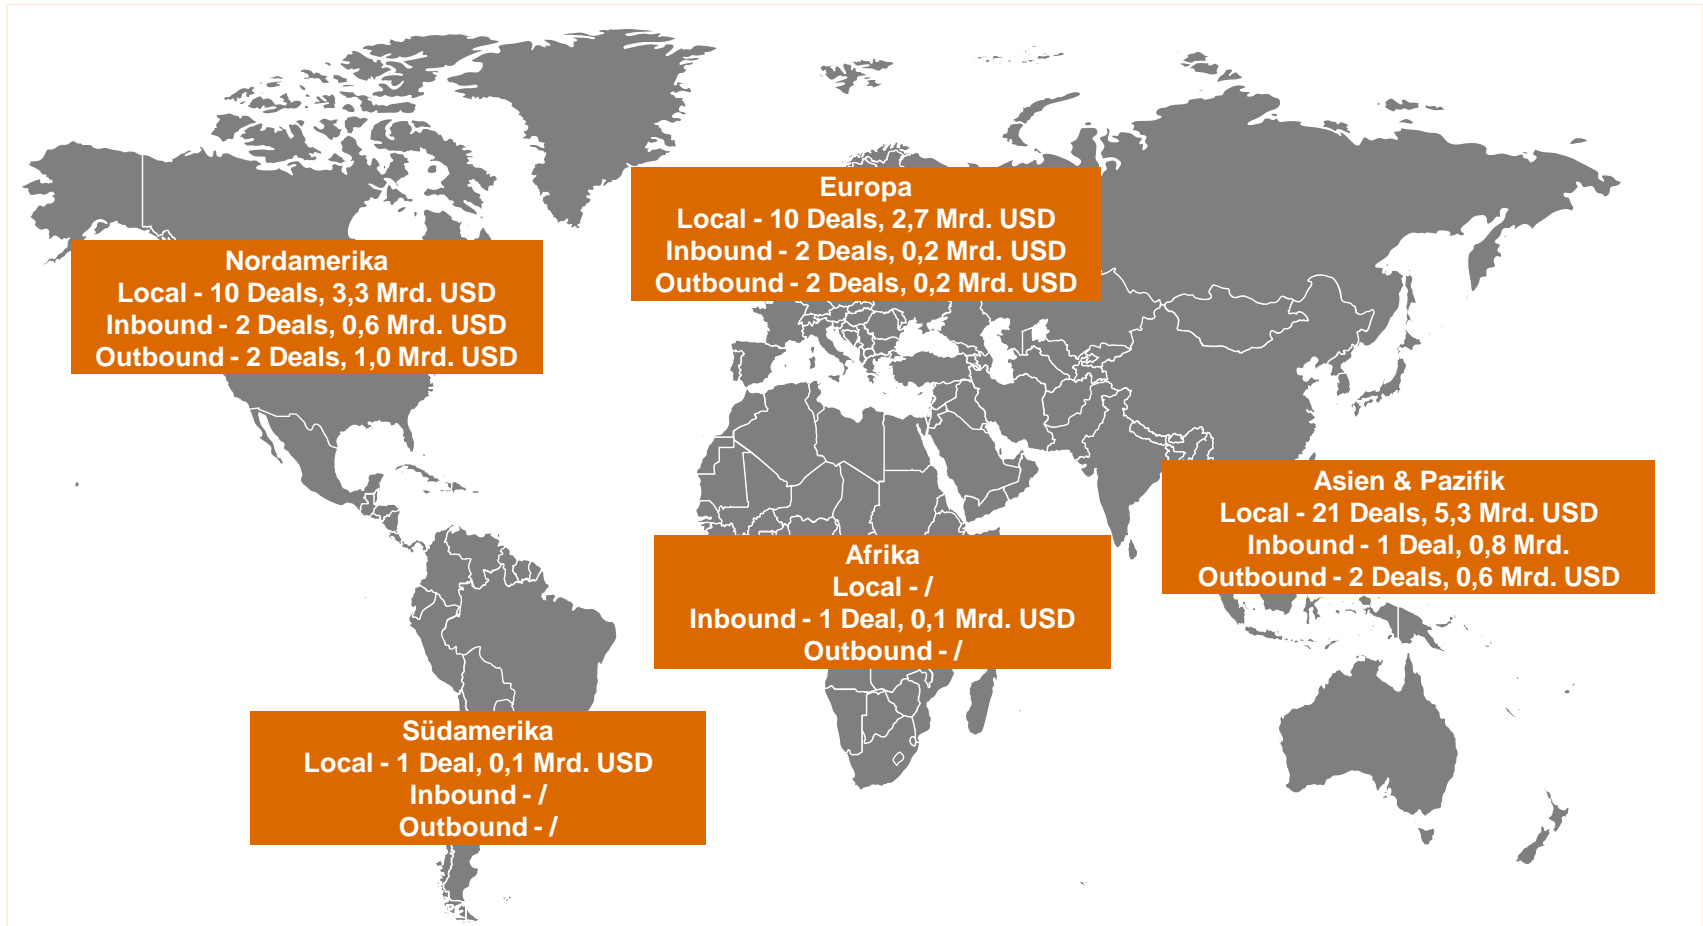 Europa
Local - 10 Deals, 2,7 Mrd. USD
Inbound - 2 Deals, 0,2 Mrd. USD
Outbound - 2 Deals, 0,2 Mrd. USD
Nordamerika
Local - 10 Deals, 3,3 Mrd. USD
Inbound - 2 Deals, 0,6 Mrd. USD
Outbound - 2 Deals, 1,0 Mrd. USD
Asien & Pazifik
Local - 21 Deals, 5,3 Mrd. USD
Inbound - 1 Deal, 0,8 Mrd.
Outbound - 2 Deals, 0,6 Mrd. USD
Afrika
Local - /
Inbound - 1 Deal, 0,1 Mrd. USD
Outbound - /
Südamerika
Local - 1 Deal, 0,1 Mrd. USD
Inbound - /
Outbound - /